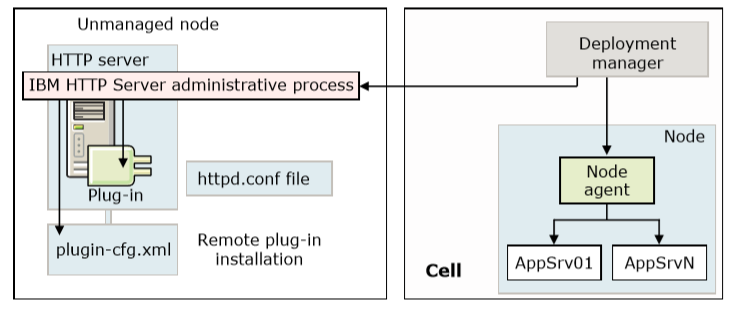 Unmanaged node
HTTP server
IBM HTTP Server administrative process
Plug-in
httpd.conf file
plugin-cfg.xml
Remote plug-in
installation
Deployment
manager
Node
Node
agent
AppSrv01
AppSrvN
Cell